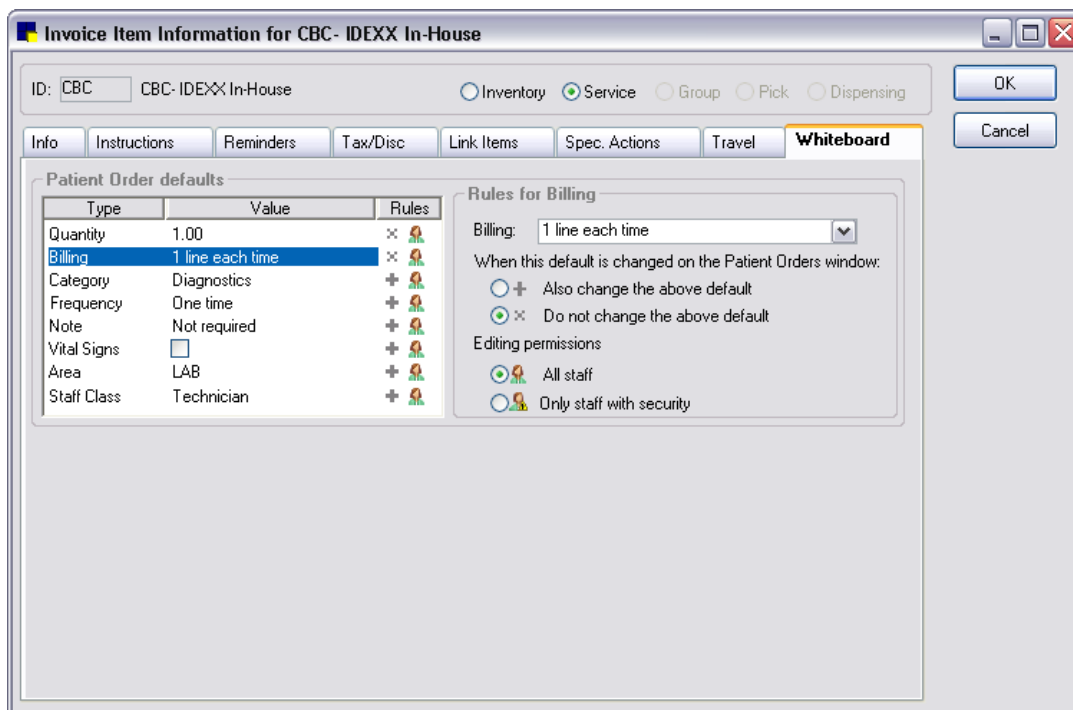 Invoice Item Information for CBC- IDEXX In-House
ID: CBC CBC- IDEXX In-House Inventory Service Group Pick Dispensing
OK
Cancel
Info Instructions Reminders Tax/Disc Link Items Spec. Actions Travel Whiteboard
Patient Order defaults
Type Value Rules
Quantity 1.00
Billing 1 line each time
Category Diagnostics
Frequency One time
Note Not required
Vital Signs
Area LAB
Staff Class Technician
Rules for Billing
Billing: 1 line each time
When this default is changed on the Patient Orders window:
Also change the above default
Do not change the above default
Editing permissions
All staff
Only staff with security